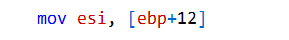 mov esi, [ebp+12]